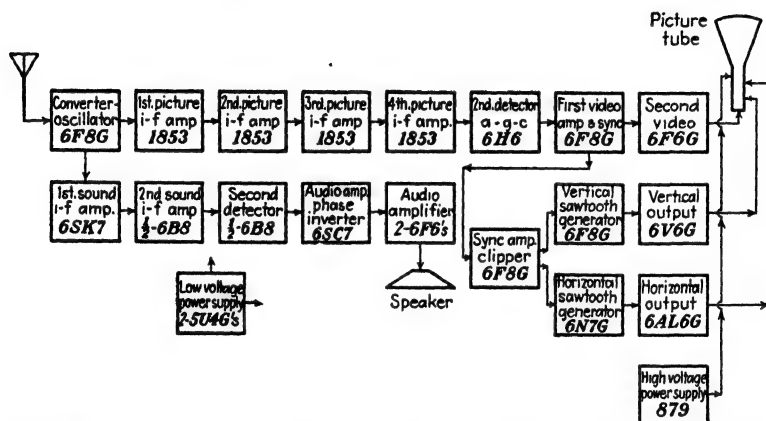 Picture
tube
Converter-
oscillator
6F8G
1st. picture
i-f amp
1853
2nd. picture
i-f amp
1853
3rd. picture
i-f amp
1853
4th. picture
i-f amp.
1853
2nd. detector
a-g-c
6H6
First video
amp & sync
6F8G
Second
video
6F6G
1st. sound
i-f amp.
6SK7
2nd sound
i-f amp
½-6B8
Second
detector
½-6B8
Audio amp.
phase
inverter
6SC7
Audio
amplifier
2-6F6's
Speaker
Low voltage
power supply
2-5U4G's
Sync amp.
clipper
6F8G
Vertical
sawtooth
generator
6F8G
Vertical
output
6V6G
Horizontal
sawtooth
generator
6N7G
Horizontal
output
6AL6G
High voltage
power supply
879